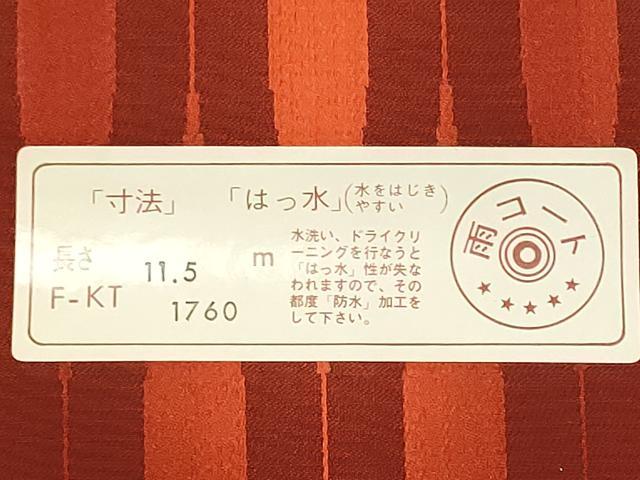 「寸法」
「はっ水」(水をはじき
やすい)
長さ 11.5 m
F-KT 1760
水洗い、ドライクリ
ーニングを行なうと
「はっ水」性が失な
われますので、その
都度「防水」加工を
して下さい。
雨コート
★★★★★